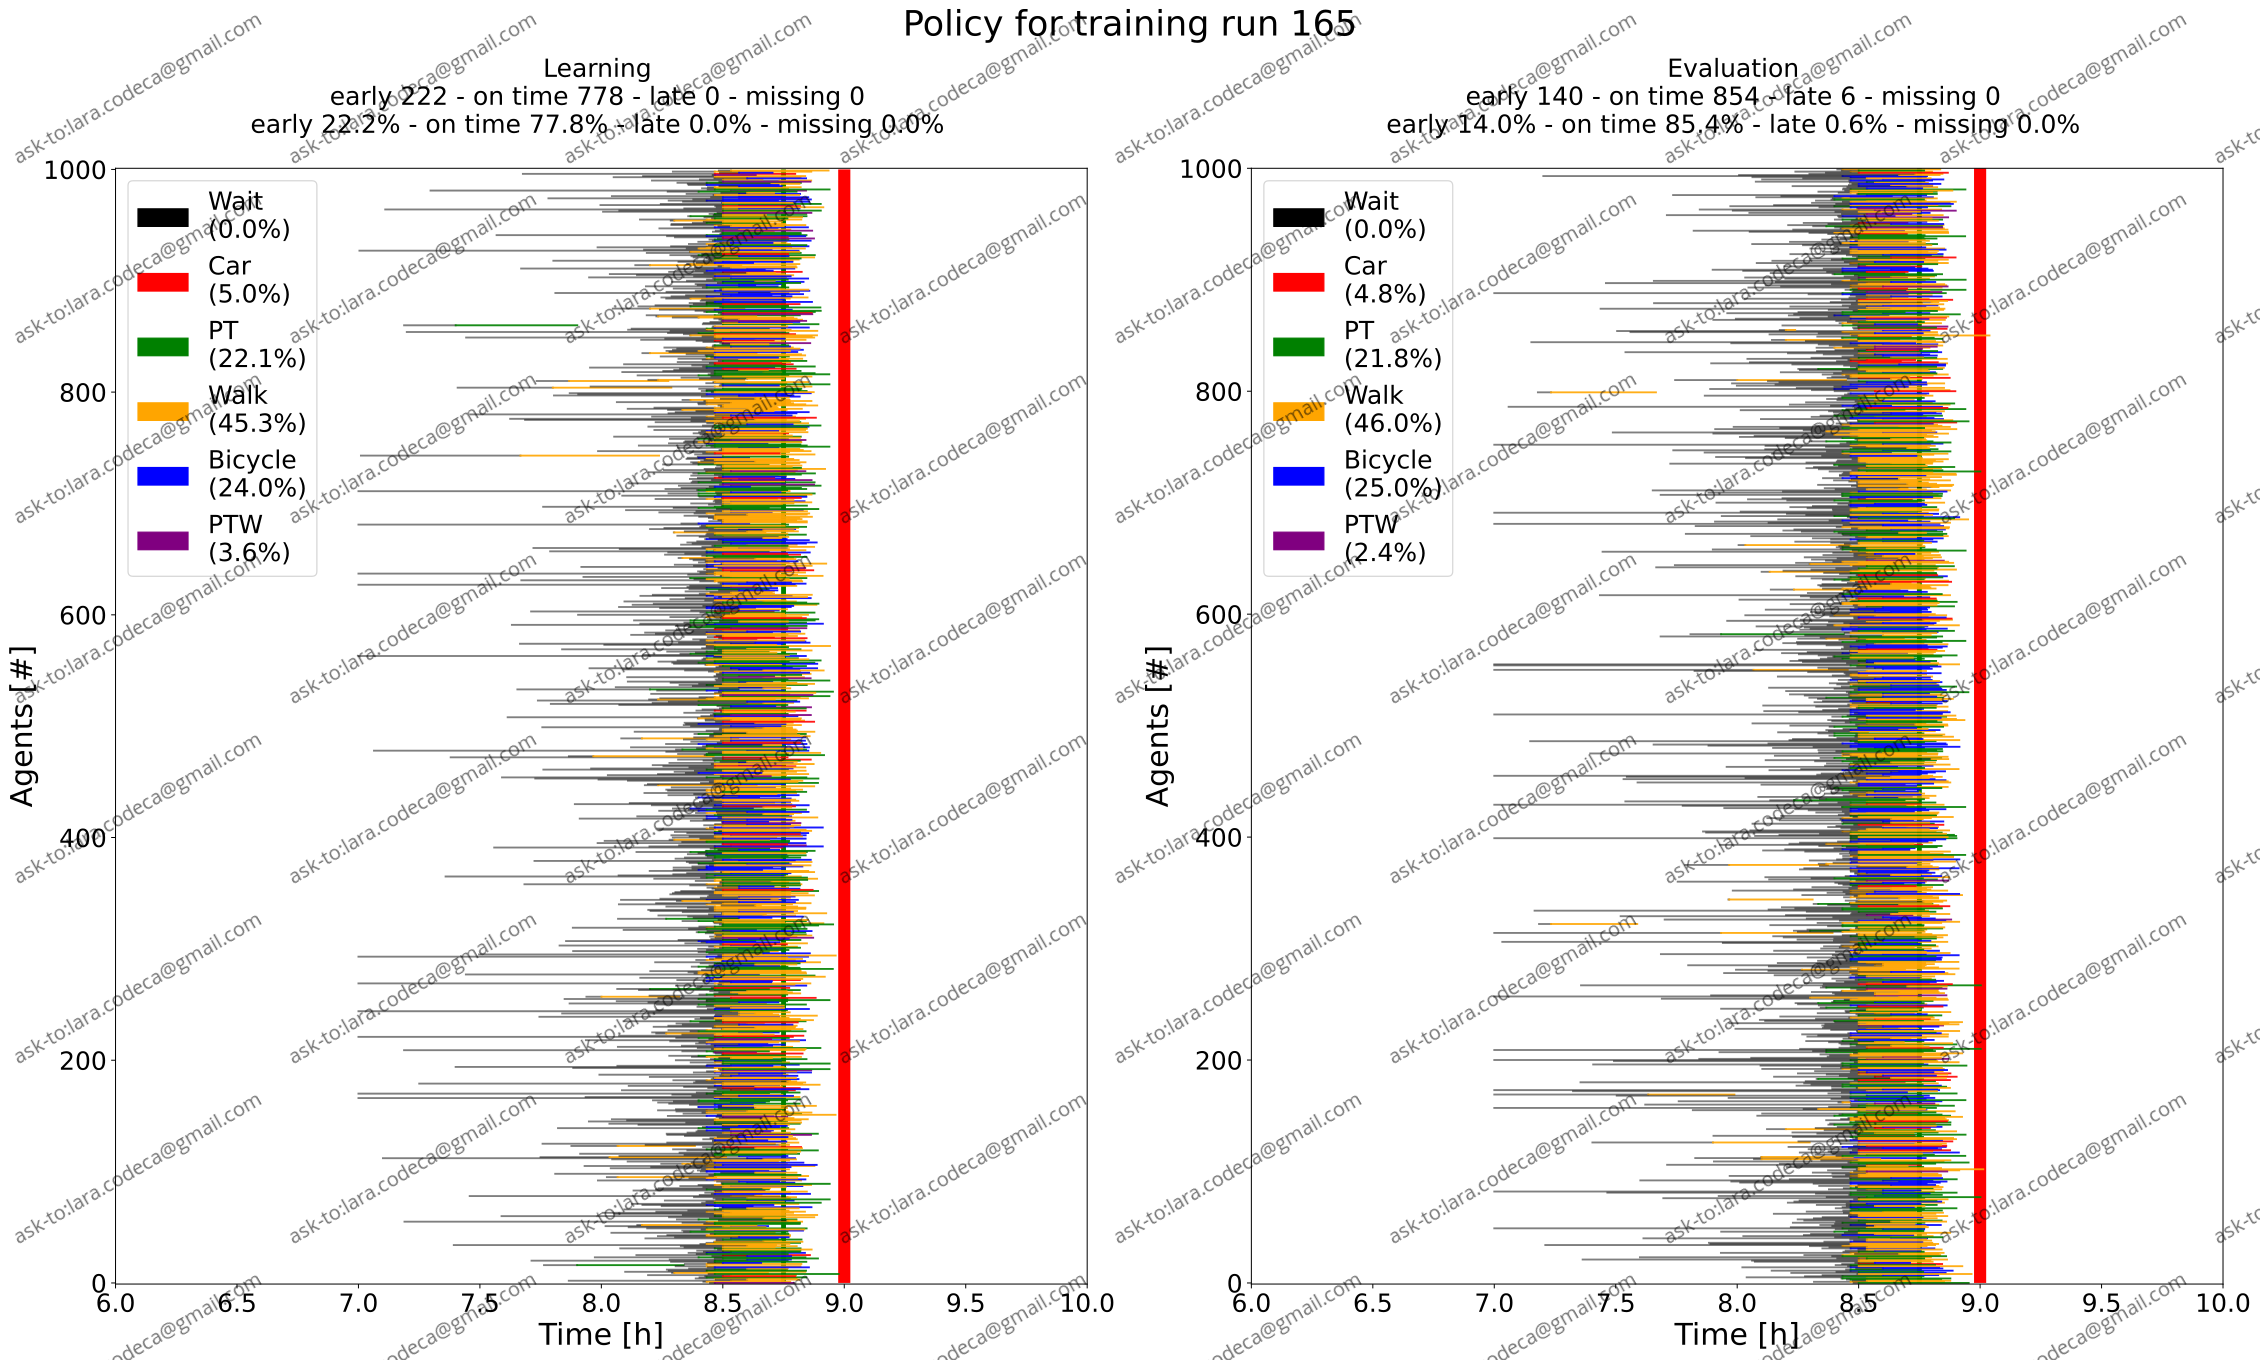 Policy for training run 165
Learning
early 222 - on time 778 - late 0 - missing 0
early 22.2% - on time 77.8% - late 0.0% - missing 0.0%
Agents [#]
1000
800
600
400
200
0
Wait
(0.0%)
Car
(5.0%)
PT
(22.1%)
Walk
(45.3%)
Bicycle
(24.0%)
PTW
(3.6%)
6.0 6.5 7.0 7.5 8.0 8.5 9.0 9.5 10.0
Time [h]
Evaluation
early 140 - on time 854 - late 6 - missing 0
early 14.0% - on time 85.4% - late 0.6% - missing 0.0%
Agents [#]
1000
800
600
400
200
0
Wait
(0.0%)
Car
(4.8%)
PT
(21.8%)
Walk
(46.0%)
Bicycle
(25.0%)
PTW
(2.4%)
6.0 6.5 7.0 7.5 8.0 8.5 9.0 9.5 10.0
Time [h]
ask-to:lara.codeca@gmail.com